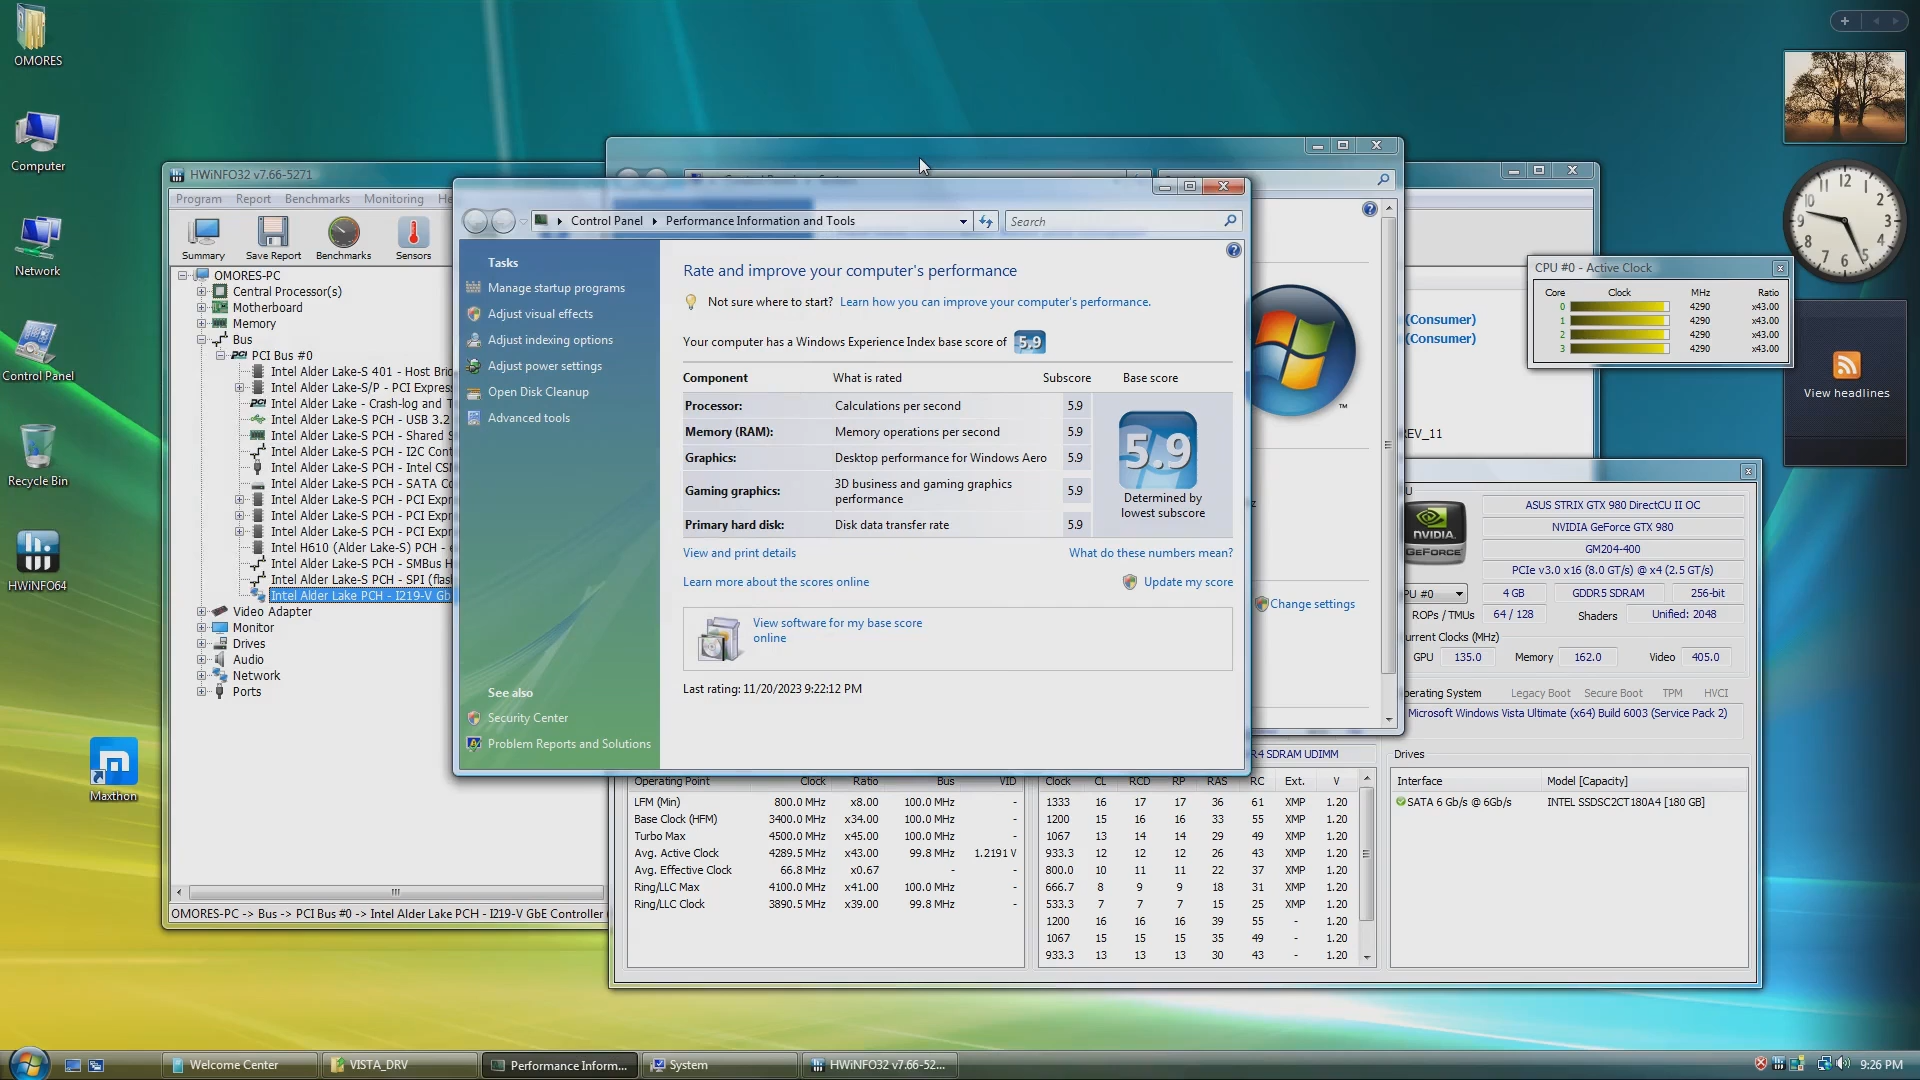 OMORES
Computer
Network
Control Panel
Recycle Bin
HWiNFO64
Maxthon
HWiNFO32 v7.66-5271
Program Report Benchmarks Monitoring
Summary Save Report Benchmarks Sensors
OMORES-PC
Central Processor(s)
Motherboard
Memory
Bus
PCI Bus #0
Intel Alder Lake-S 401 - Host
Intel Alder Lake-S/P - PCI
Intel Alder Lake - Crash-log and
Intel Alder Lake-S PCH - USB 3.2
Intel Alder Lake-S PCH - Shared
Intel Alder Lake-S PCH - I2C
Intel Alder Lake-S PCH - Intel
Intel Alder Lake-S PCH - SATA
Intel Alder Lake-S PCH - PCI
Intel Alder Lake-S PCH - PCI
Intel Alder Lake-S PCH - PCI
Intel H610 (Alder Lake-S) PCH -
Intel Alder Lake-S PCH - SMBus
Intel Alder Lake-S PCH - SPI
Intel Alder Lake PCH - I219-V
Video Adapter
Monitor
Drives
Audio
Network
Ports
OMORES-PC -> Bus -> PCI Bus #0 -> Intel Alder Lake PCH - I219-V GbE Controller
Control Panel Performance Information and Tools
Search
Tasks
Manage startup programs
Adjust visual effects
Adjust indexing options
Adjust power settings
Open Disk Cleanup
Advanced tools
See also
Security Center
Problem Reports and Solutions
Rate and improve your computer's performance
Not sure where to start? Learn how you can improve your computer's performance.
Your computer has a Windows Experience Index base score of 5.9
Component What is rated Subscore Base score
Processor: Calculations per second 5.9
Memory (RAM): Memory operations per second 5.9
Graphics: Desktop performance for Windows Aero 5.9
Gaming graphics: 3D business and gaming graphics performance 5.9
Primary hard disk: Disk data transfer rate 5.9
5.9
Determined by
lowest subscore
View and print details What do these numbers mean?
Learn more about the scores online Update my score
View software for my base score
online
Last rating: 11/20/2023 9:22:12 PM
TM
Change settings
(Consumer)
(Consumer)
REV_11
CPU #0 - Active Clock
Core Clock MHz Ratio
0 4290 x43.00
1 4290 x43.00
2 4290 x43.00
3 4290 x43.00
View headlines
12 1 2 3 4 5 6 7 8 9 10 11
NVIDIA
GEFORCE
ASUS STRIX GTX 980 DirectCU II OC
NVIDIA GeForce GTX 980
GM204-400
PCIe v3.0 x16 (8.0 GT/s) @ x4 (2.5 GT/s)
#0 4 GB GDDR5 SDRAM 256-bit
ROPs / TMUs 64 / 128 Shaders Unified: 2048
Clocks (MHz)
GPU 135.0 Memory 162.0 Video 405.0
System Legacy Boot Secure Boot TPM HVCI
Microsoft Windows Vista Ultimate (x64) Build 6003 (Service Pack 2)
SDRAM UDIMM
Drives
Interface Model [Capacity]
SATA 6 Gb/s @ 6Gb/s INTEL SSDSC2CT180A4 [180 GB]
Operating Point Clock Ratio Bus VID
LFM (Min) 800.0 MHz x8.00 100.0 MHz -
Base Clock (HFM) 3400.0 MHz x34.00 100.0 MHz -
Turbo Max 4500.0 MHz x45.00 100.0 MHz -
Avg. Active Clock 4289.5 MHz x43.00 99.8 MHz 1.2191 V
Avg. Effective Clock 66.8 MHz x0.67 - -
Ring/LLC Max 4100.0 MHz x41.00 100.0 MHz -
Ring/LLC Clock 3890.5 MHz x39.00 99.8 MHz -
Clock CL RCD RP RAS RC Ext. V
1333 16 17 17 36 61 XMP 1.20
1200 15 16 16 33 55 XMP 1.20
1067 13 14 14 29 49 XMP 1.20
933.3 12 12 12 26 43 XMP 1.20
800.0 10 11 11 22 37 XMP 1.20
666.7 8 9 9 18 31 XMP 1.20
533.3 7 7 7 15 25 XMP 1.20
1200 16 16 16 39 55 - 1.20
1067 15 15 15 35 49 - 1.20
933.3 13 13 13 30 43 - 1.20
Welcome Center
VISTA_DRV
Performance Inform...
System
HWiNFO32 v7.66-52...
9:26 PM